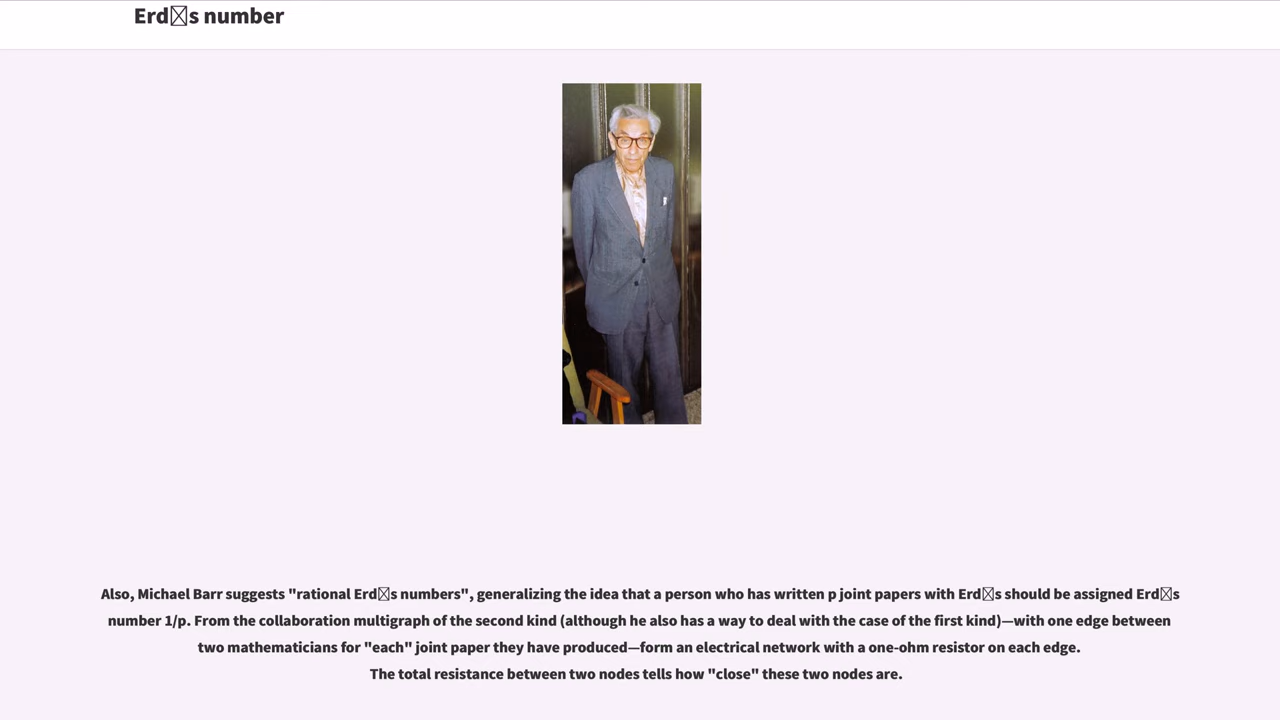 Erd☒s number
Also, Michael Barr suggests "rational Erd☒s numbers", generalizing the idea that a person who has written p joint papers with Erd☒s should be assigned Erd☒s
number 1/p. From the collaboration multigraph of the second kind (although he also has a way to deal with the case of the first kind)—with one edge between
two mathematicians for "each" joint paper they have produced—form an electrical network with a one-ohm resistor on each edge.
The total resistance between two nodes tells how "close" these two nodes are.